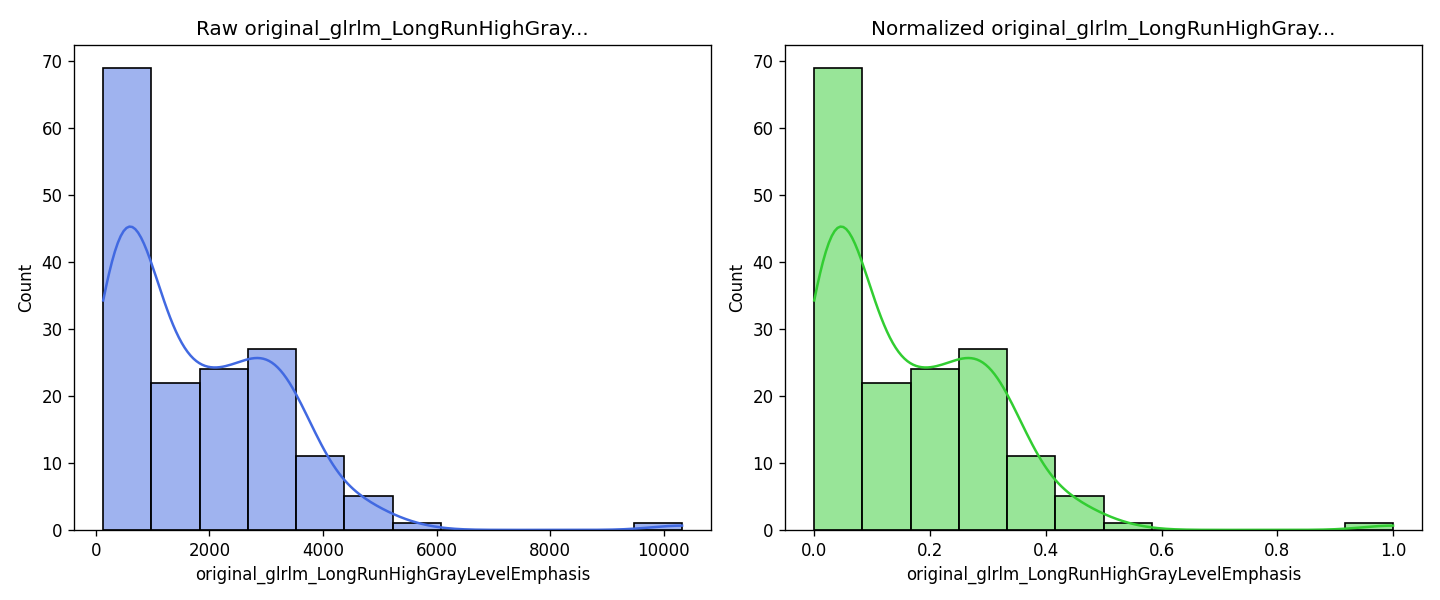 Raw original_glrlm_LongRunHighGray...
Normalized original_glrlm_LongRunHighGray...
70
60
50
40
30
20
10
0
Count
0 2000 4000 6000 8000 10000
original_glrlm_LongRunHighGrayLevelEmphasis
70
60
50
40
30
20
10
0
Count
0.0 0.2 0.4 0.6 0.8 1.0
original_glrlm_LongRunHighGrayLevelEmphasis